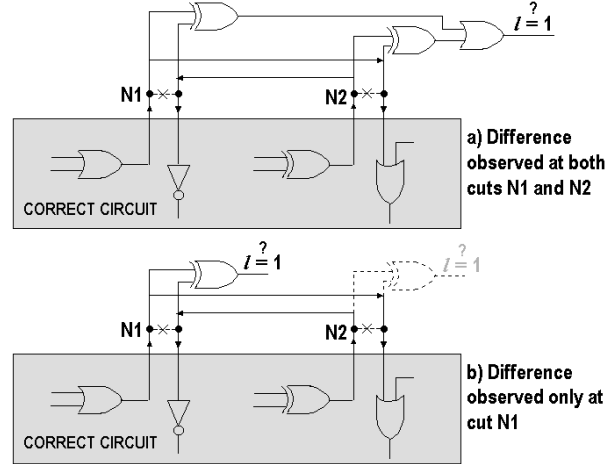 ?
l = 1
N1
N2
a) Difference
observed at both
cuts N1 and N2
CORRECT CIRCUIT
?
l = 1
?
l = 1
N1
N2
b) Difference
observed only at
cut N1
CORRECT CIRCUIT